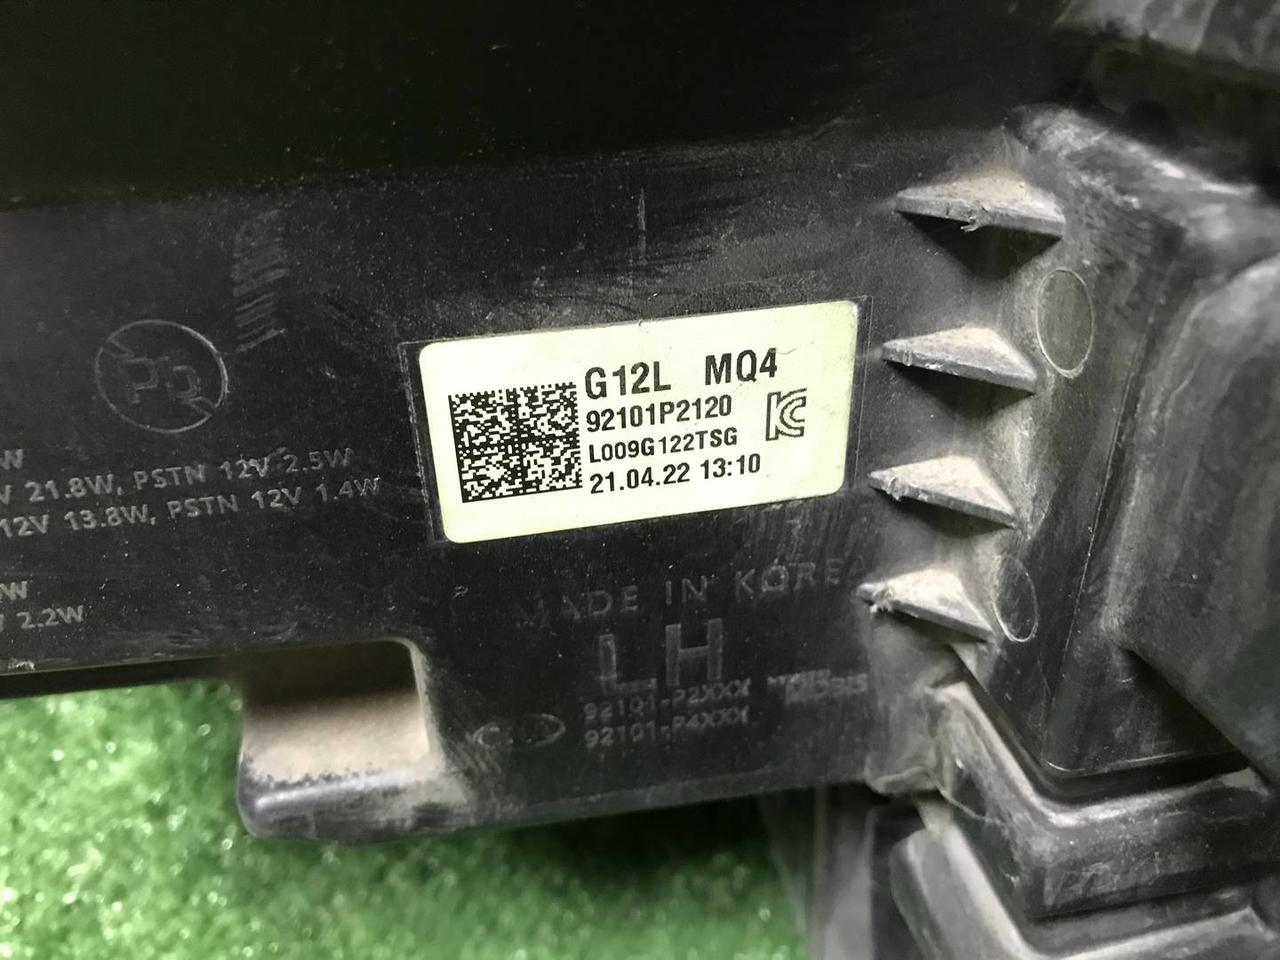 G12L MQ4
92101P2120
L009G122TSG
21.04.22 13:10
W
V 21.8W, PSTN 12V 2.5W
12V 13.8W, PSTN 12V 1.4W
W
2.2W
MADE IN KOREA
LH
92101-P2XXX
92101-P4XXX